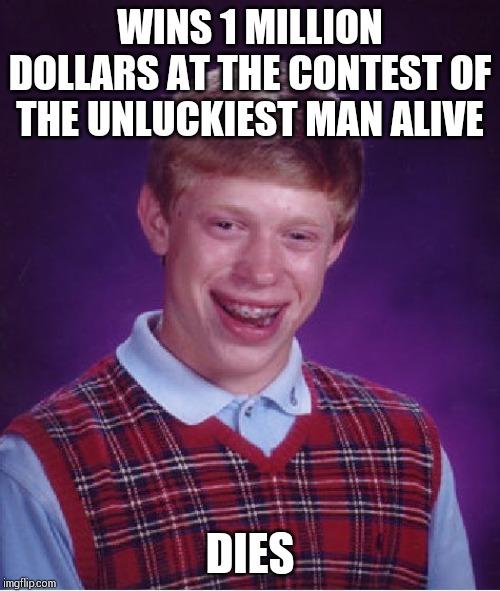 WINS 1 MILLION
DOLLARS AT THE CONTEST OF
THE UNLUCKIEST MAN ALIVE
DIES
imgflip.com